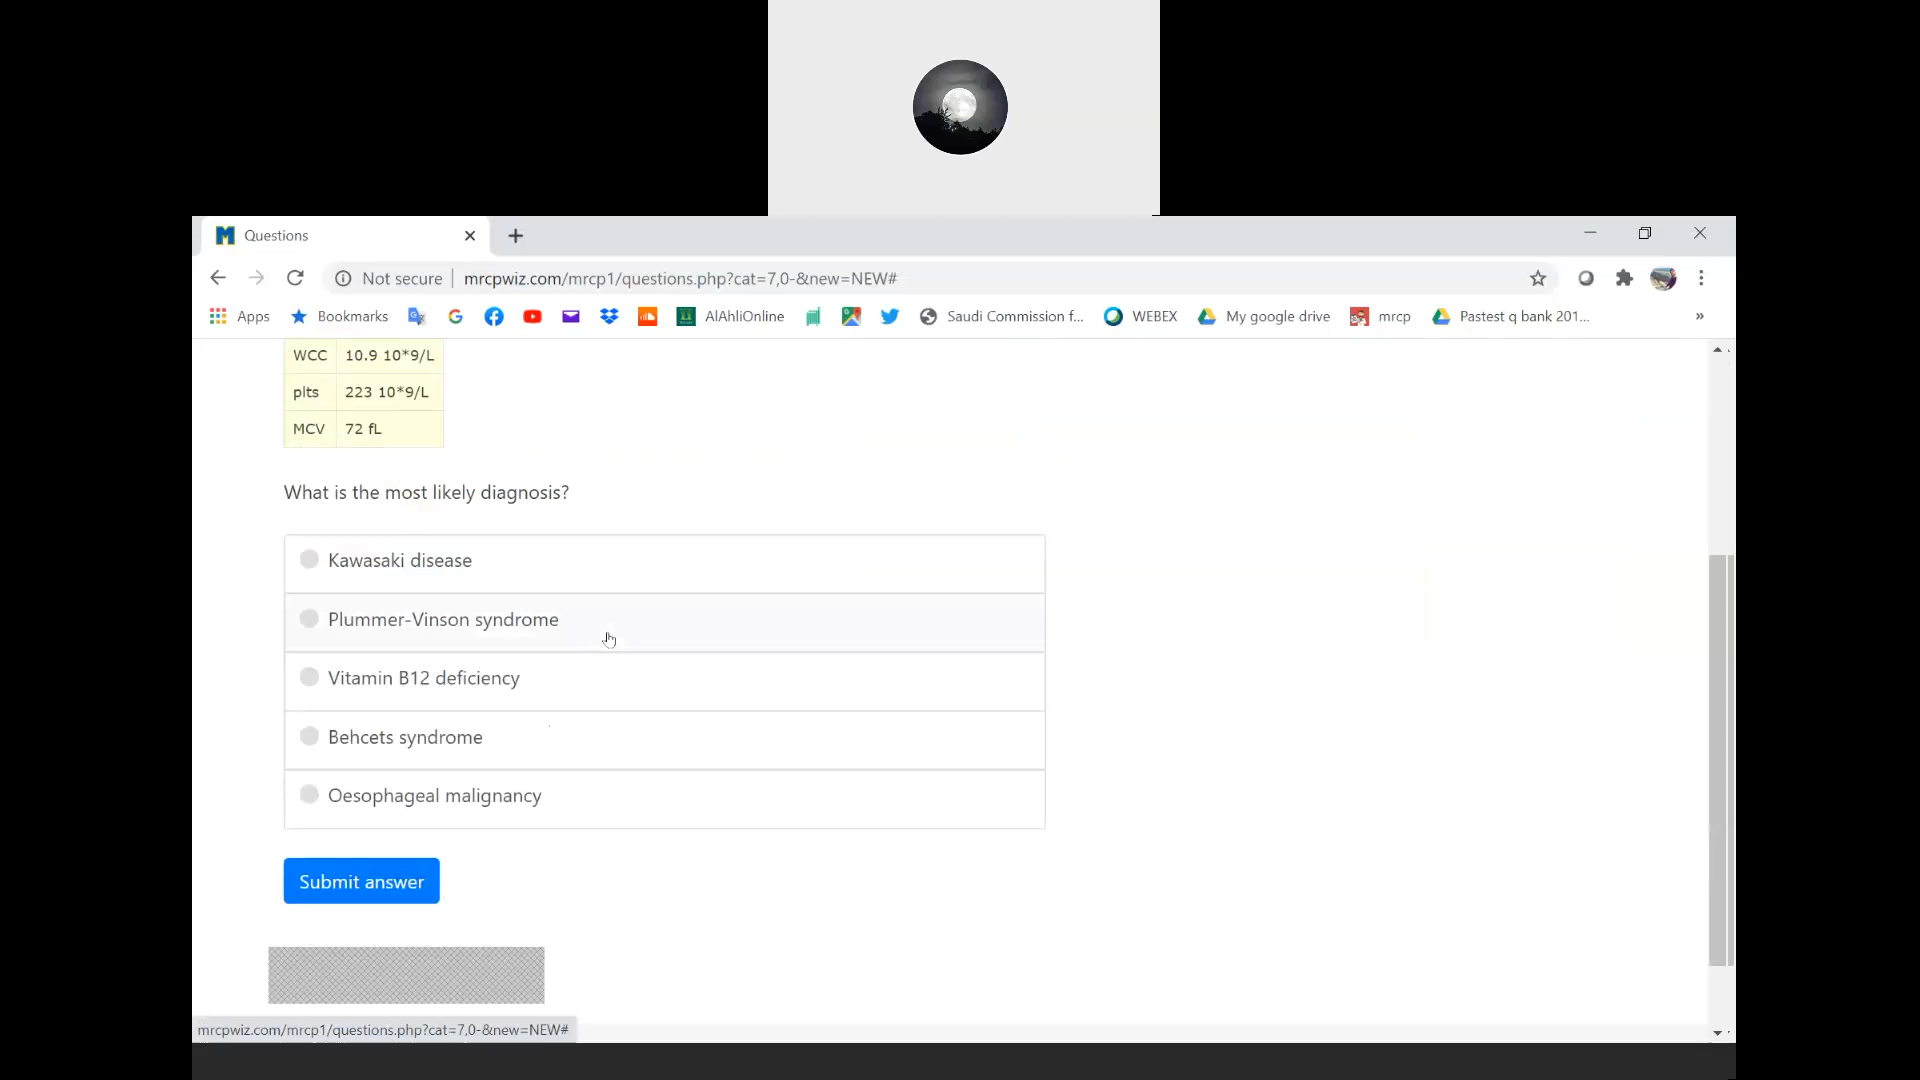 Questions
Not secure mrcpwiz.com/mrcp1/questions.php?cat=7,0-&new=NEW#
Apps Bookmarks AlAhliOnline Saudi Commission f... WEBEX My google drive mrcp Pastest q bank 201... »
WCC 10.9 10*9/L
plts 223 10*9/L
MCV 72 fL
What is the most likely diagnosis?
Kawasaki disease
Plummer-Vinson syndrome
Vitamin B12 deficiency
Behcets syndrome
Oesophageal malignancy
Submit answer
mrcpwiz.com/mrcp1/questions.php?cat=7,0-&new=NEW#